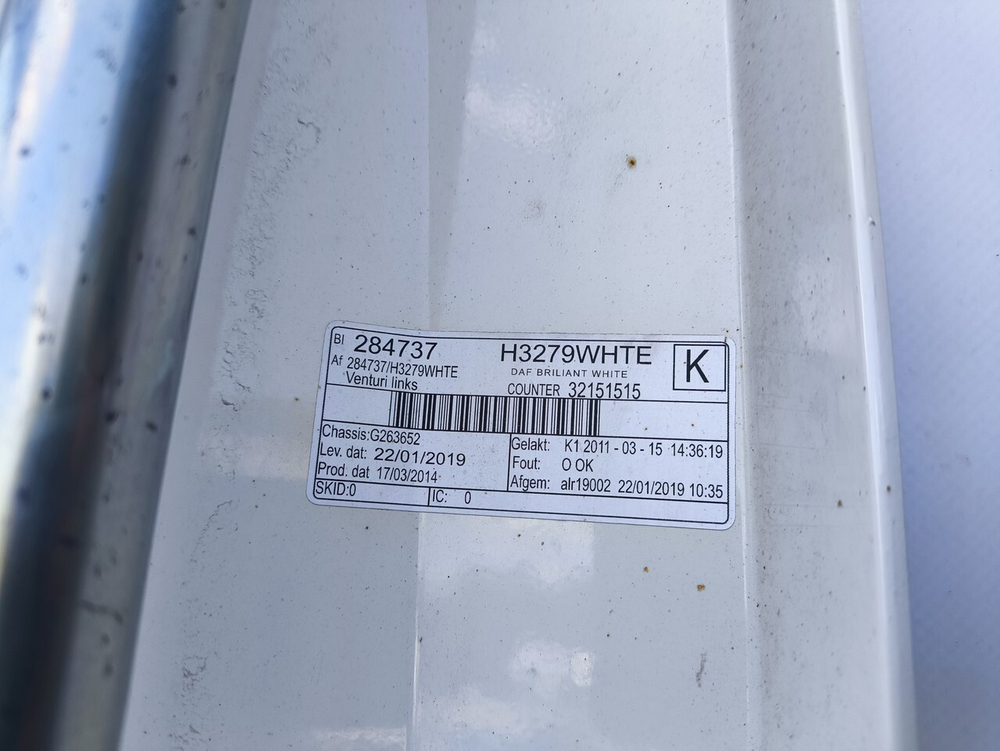 Bl 284737 H3279WHTE K
Af 284737/H3279WHTE DAF BRILIANT WHITE
Venturi links COUNTER 32151515
Chassis:G263652 Gelakt: K1 2011 - 03 - 15 14:36:19
Lev. dat: 22/01/2019 Fout: O OK
Prod. dat 17/03/2014 Afgem: alr19002 22/01/2019 10:35
SKID:0 IC: 0